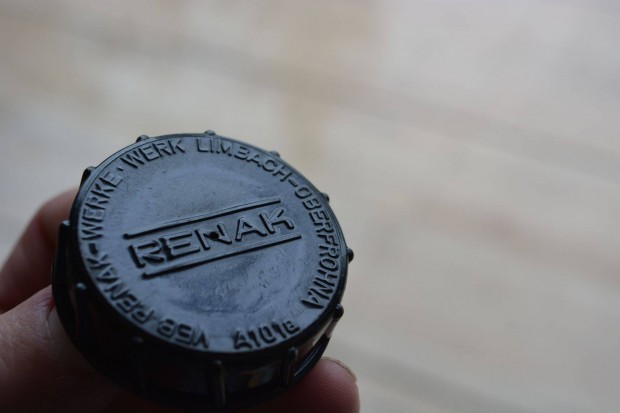 VEB RENAK-WERKE·WERK LIMBACH-OBERFROHNA
RENAK
A101a